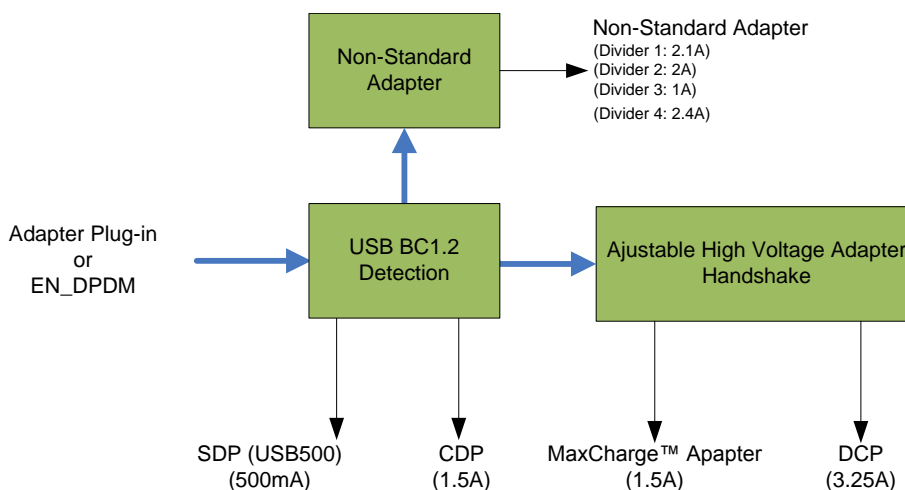 Non-Standard
Adapter
Non-Standard Adapter
(Divider 1: 2.1A)
(Divider 2: 2A)
(Divider 3: 1A)
(Divider 4: 2.4A)
Adapter Plug-in
or
EN_DPDM
USB BC1.2
Detection
Ajustable High Voltage Adapter
Handshake
SDP (USB500)
(500mA)
CDP
(1.5A)
MaxCharge™ Apapter
(1.5A)
DCP
(3.25A)